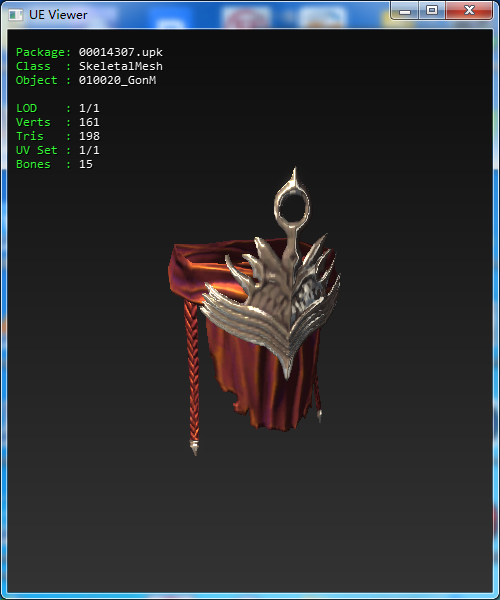 UE Viewer
Package: 00014307.upk
Class : SkeletalMesh
Object : 010020_GonM
LOD : 1/1
Verts : 161
Tris : 198
UV Set : 1/1
Bones : 15